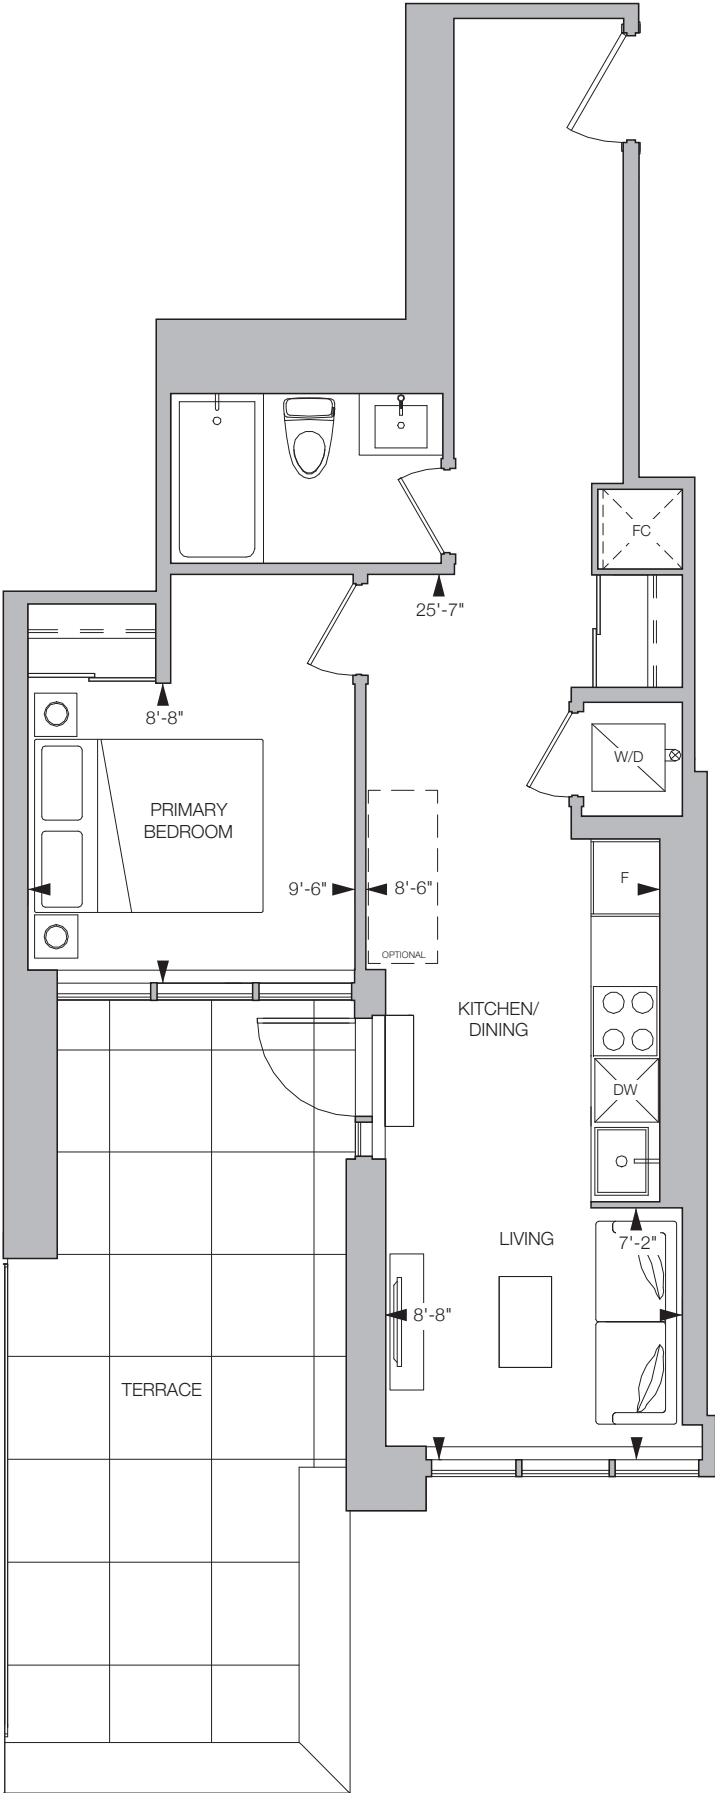 FC
25'-7"
8'-8"
W/D
PRIMARY
BEDROOM
F
9'-6"
8'-6"
OPTIONAL
KITCHEN/
DINING
DW
LIVING
7'-2"
8'-8"
TERRACE